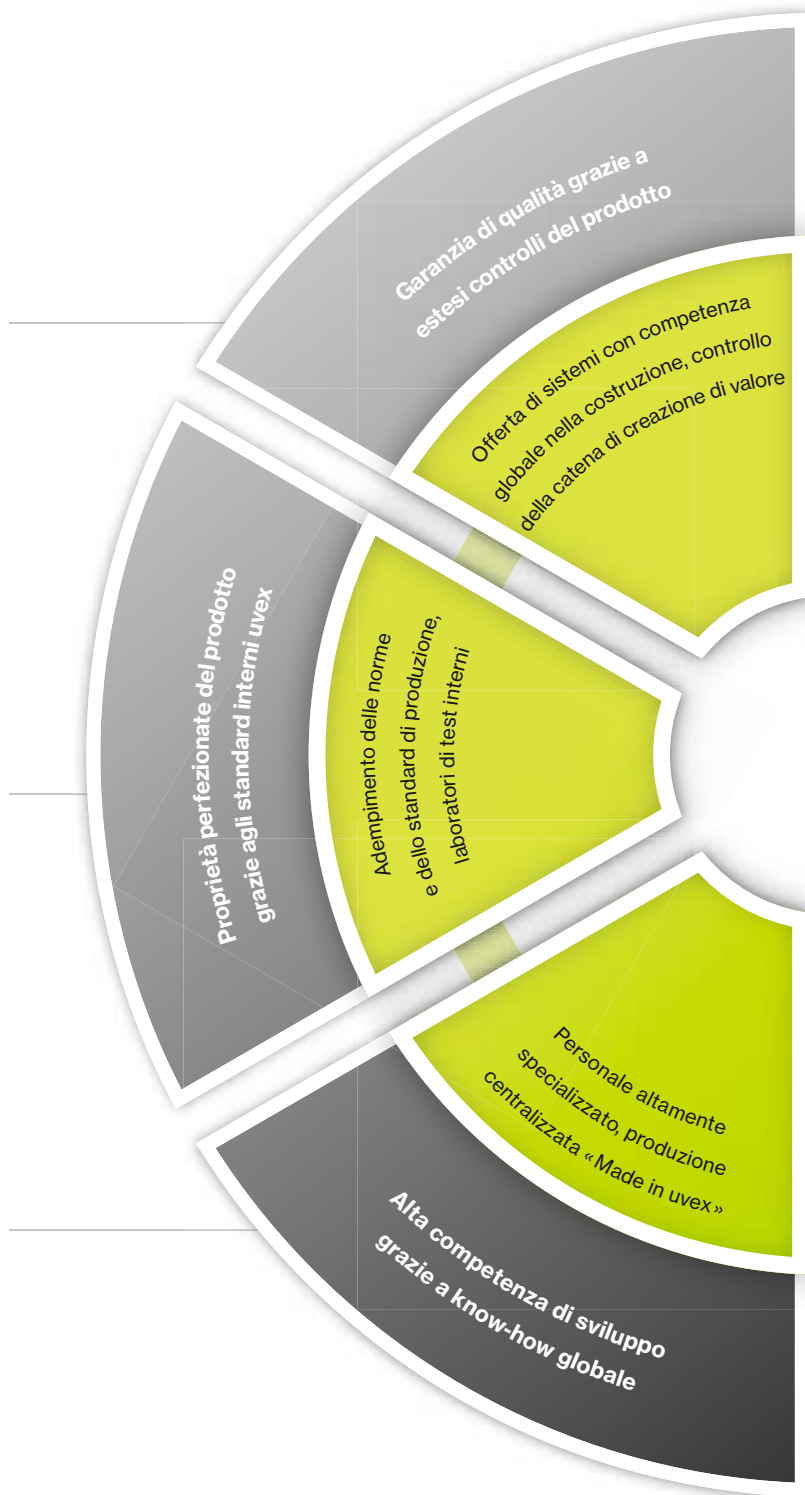 Garanzia di qualità grazie a
estesi controlli del prodotto
Offerta di sistemi con competenza
globale nella costruzione, controllo
della catena di creazione di valore
Proprietà perfezionate del prodotto
grazie agli standard interni uvex
Adempimento delle norme
e dello standard di produzione,
laboratori di test interni
Personale altamente
specializzato, produzione
centralizzata «Made in uvex»
Alta competenza di sviluppo
grazie a know-how globale